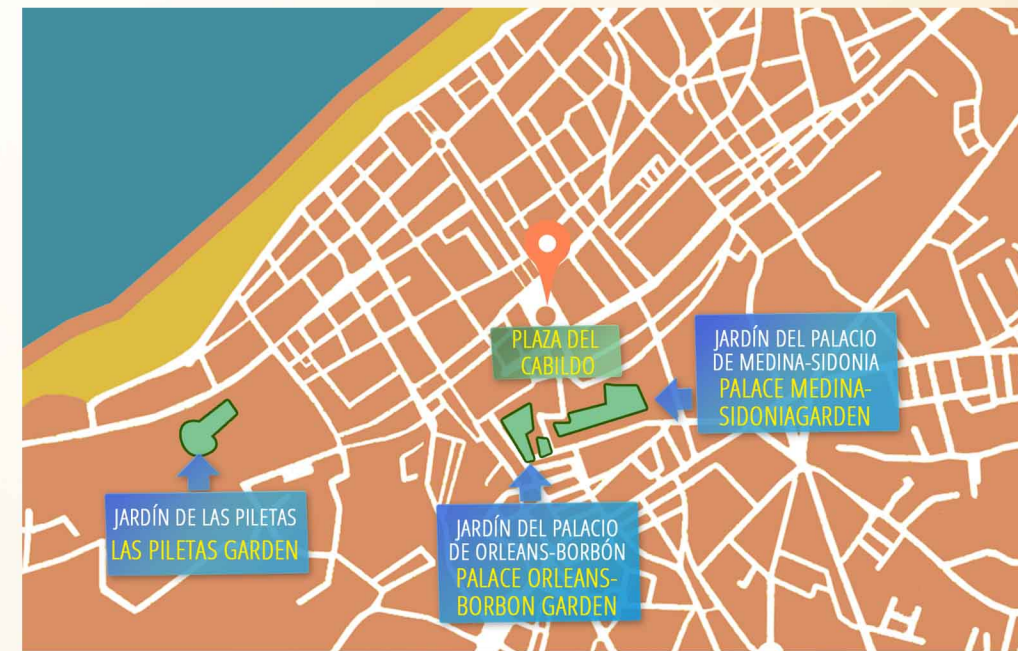 PLAZA DEL
CABILDO
JARDÍN DEL PALACIO
DE MEDINA-SIDONIA
PALACE MEDINA-
SIDONIAGARDEN
JARDÍN DE LAS PILETAS
LAS PILETAS GARDEN
JARDÍN DEL PALACIO
DE ORLEANS-BORBÓN
PALACE ORLEANS-
BORBON GARDEN